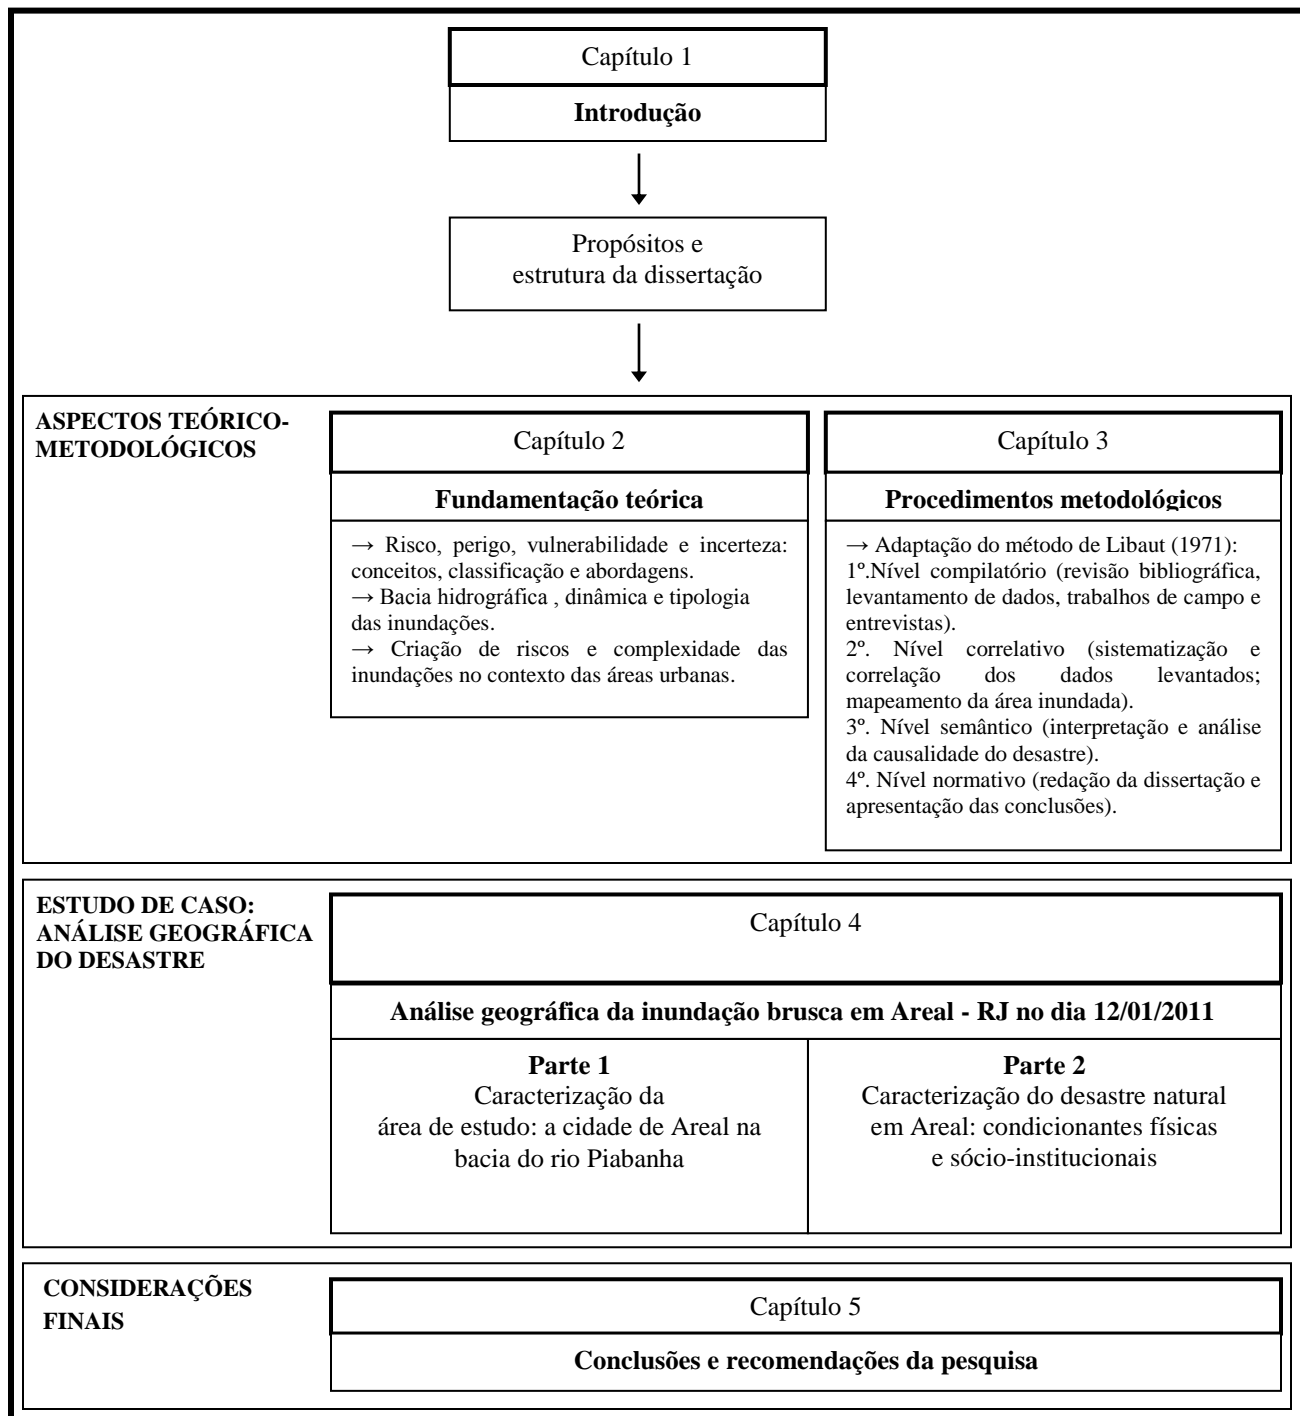 Capítulo 1
Introdução
Propósitos e
estrutura da dissertação
ASPECTOS TEÓRICO-
METODOLÓGICOS
Capítulo 2
Fundamentação teórica
→ Risco, perigo, vulnerabilidade e incerteza:
conceitos, classificação e abordagens.
→ Bacia hidrográfica , dinâmica e tipologia
das inundações.
→ Criação de riscos e complexidade das
inundações no contexto das áreas urbanas.
Capítulo 3
Procedimentos metodológicos
→ Adaptação do método de Libaut (1971):
1º.Nível compilatório (revisão bibliográfica,
levantamento de dados, trabalhos de campo e
entrevistas).
2º. Nível correlativo (sistematização e
correlação dos dados levantados;
mapeamento da área inundada).
3º. Nível semântico (interpretação e análise
da causalidade do desastre).
4º. Nível normativo (redação da dissertação e
apresentação das conclusões).
ESTUDO DE CASO:
ANÁLISE GEOGRÁFICA
DO DESASTRE
Capítulo 4
Análise geográfica da inundação brusca em Areal - RJ no dia 12/01/2011
Parte 1
Caracterização da
área de estudo: a cidade de Areal na
bacia do rio Piabanha
Parte 2
Caracterização do desastre natural
em Areal: condicionantes físicas
e sócio-institucionais
CONSIDERAÇÕES
FINAIS
Capítulo 5
Conclusões e recomendações da pesquisa